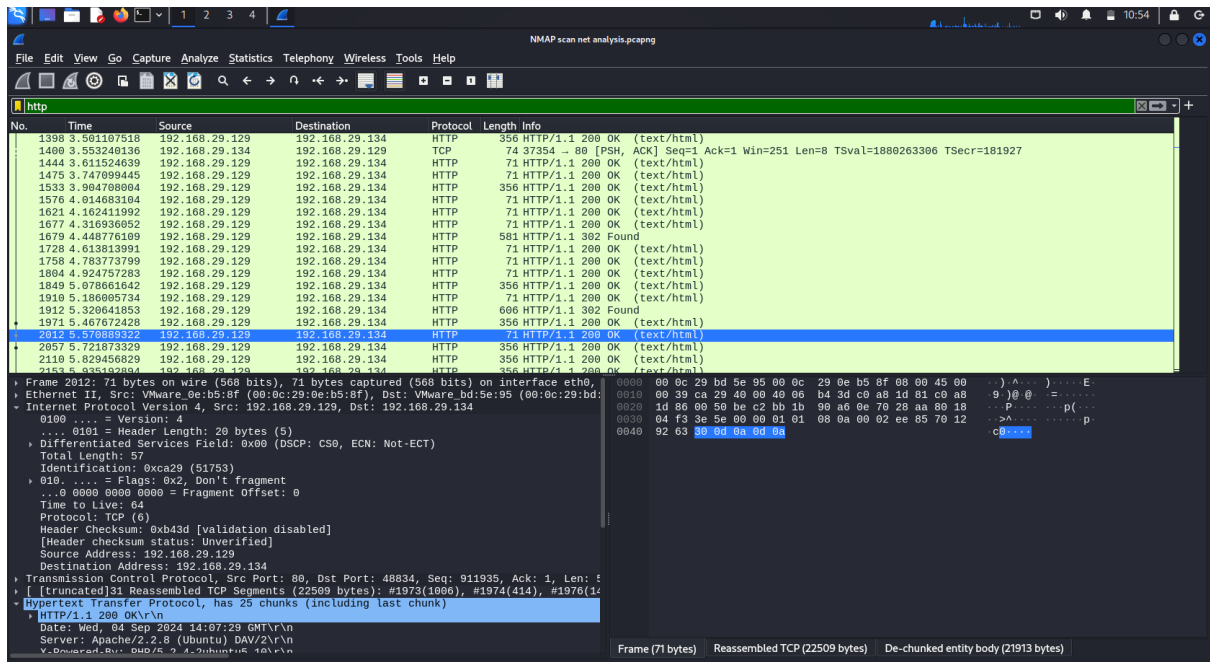 1 2 3 4
10:54
NMAP scan net analysis.pcapng
File Edit View Go Capture Analyze Statistics Telephony Wireless Tools Help
http
No. Time Source Destination Protocol Length Info
1398 3.501107518 192.168.29.129 192.168.29.134 HTTP 356 HTTP/1.1 200 OK (text/html)
1400 3.553240136 192.168.29.134 192.168.29.129 TCP 74 37354 → 80 [PSH, ACK] Seq=1 Ack=1 Win=251 Len=8 TSval=1880263306 TSecr=181927
1444 3.611524639 192.168.29.129 192.168.29.134 HTTP 71 HTTP/1.1 200 OK (text/html)
1475 3.747099445 192.168.29.129 192.168.29.134 HTTP 71 HTTP/1.1 200 OK (text/html)
1533 3.904708004 192.168.29.129 192.168.29.134 HTTP 356 HTTP/1.1 200 OK (text/html)
1576 4.014683104 192.168.29.129 192.168.29.134 HTTP 71 HTTP/1.1 200 OK (text/html)
1621 4.162411992 192.168.29.129 192.168.29.134 HTTP 71 HTTP/1.1 200 OK (text/html)
1677 4.316936052 192.168.29.129 192.168.29.134 HTTP 71 HTTP/1.1 200 OK (text/html)
1679 4.448776109 192.168.29.129 192.168.29.134 HTTP 581 HTTP/1.1 302 Found
1728 4.613813991 192.168.29.129 192.168.29.134 HTTP 71 HTTP/1.1 200 OK (text/html)
1758 4.783773799 192.168.29.129 192.168.29.134 HTTP 71 HTTP/1.1 200 OK (text/html)
1804 4.924757283 192.168.29.129 192.168.29.134 HTTP 71 HTTP/1.1 200 OK (text/html)
1849 5.078661642 192.168.29.129 192.168.29.134 HTTP 356 HTTP/1.1 200 OK (text/html)
1910 5.186005734 192.168.29.129 192.168.29.134 HTTP 71 HTTP/1.1 200 OK (text/html)
1912 5.320641853 192.168.29.129 192.168.29.134 HTTP 606 HTTP/1.1 302 Found
1971 5.467672428 192.168.29.129 192.168.29.134 HTTP 356 HTTP/1.1 200 OK (text/html)
2012 5.570889322 192.168.29.129 192.168.29.134 HTTP 71 HTTP/1.1 200 OK (text/html)
2057 5.721873329 192.168.29.129 192.168.29.134 HTTP 356 HTTP/1.1 200 OK (text/html)
2110 5.829456829 192.168.29.129 192.168.29.134 HTTP 356 HTTP/1.1 200 OK (text/html)
2153 5.935192894 192.168.29.129 192.168.29.134 HTTP 356 HTTP/1.1 200 OK (text/html)
Frame 2012: 71 bytes on wire (568 bits), 71 bytes captured (568 bits) on interface eth0,
Ethernet II, Src: VMware_0e:b5:8f (00:0c:29:0e:b5:8f), Dst: VMware_bd:5e:95 (00:0c:29:bd:
Internet Protocol Version 4, Src: 192.168.29.129, Dst: 192.168.29.134
0100 .... = Version: 4
.... 0101 = Header Length: 20 bytes (5)
Differentiated Services Field: 0x00 (DSCP: CS0, ECN: Not-ECT)
Total Length: 57
Identification: 0xca29 (51753)
010. .... = Flags: 0x2, Don't fragment
...0 0000 0000 0000 = Fragment Offset: 0
Time to Live: 64
Protocol: TCP (6)
Header Checksum: 0xb43d [validation disabled]
[Header checksum status: Unverified]
Source Address: 192.168.29.129
Destination Address: 192.168.29.134
Transmission Control Protocol, Src Port: 80, Dst Port: 48834, Seq: 911935, Ack: 1, Len: 5
[ [truncated]31 Reassembled TCP Segments (22509 bytes): #1973(1006), #1974(414), #1976(14
Hypertext Transfer Protocol, has 25 chunks (including last chunk)
HTTP/1.1 200 OK\r\n
Date: Wed, 04 Sep 2024 14:07:29 GMT\r\n
Server: Apache/2.2.8 (Ubuntu) DAV/2\r\n
X-Powered-By: PHP/5.2.4-2ubuntu5.10\r\n
0000 00 0c 29 bd 5e 95 00 0c 29 0e b5 8f 08 00 45 00 ··)·^··· )·····E·
0010 00 39 ca 29 40 00 40 06 b4 3d c0 a8 1d 81 c0 a8 ·9·)@·@· ·=······
0020 1d 86 00 50 be c2 bb 1b 90 a6 0e 70 28 aa 80 18 ···P···· ···p(···
0030 04 f3 3e 5e 00 00 01 01 08 0a 00 02 ee 85 70 12 ··>^···· ······p·
0040 92 63 30 0d 0a 0d 0a ·c0····
Frame (71 bytes) Reassembled TCP (22509 bytes) De-chunked entity body (21913 bytes)